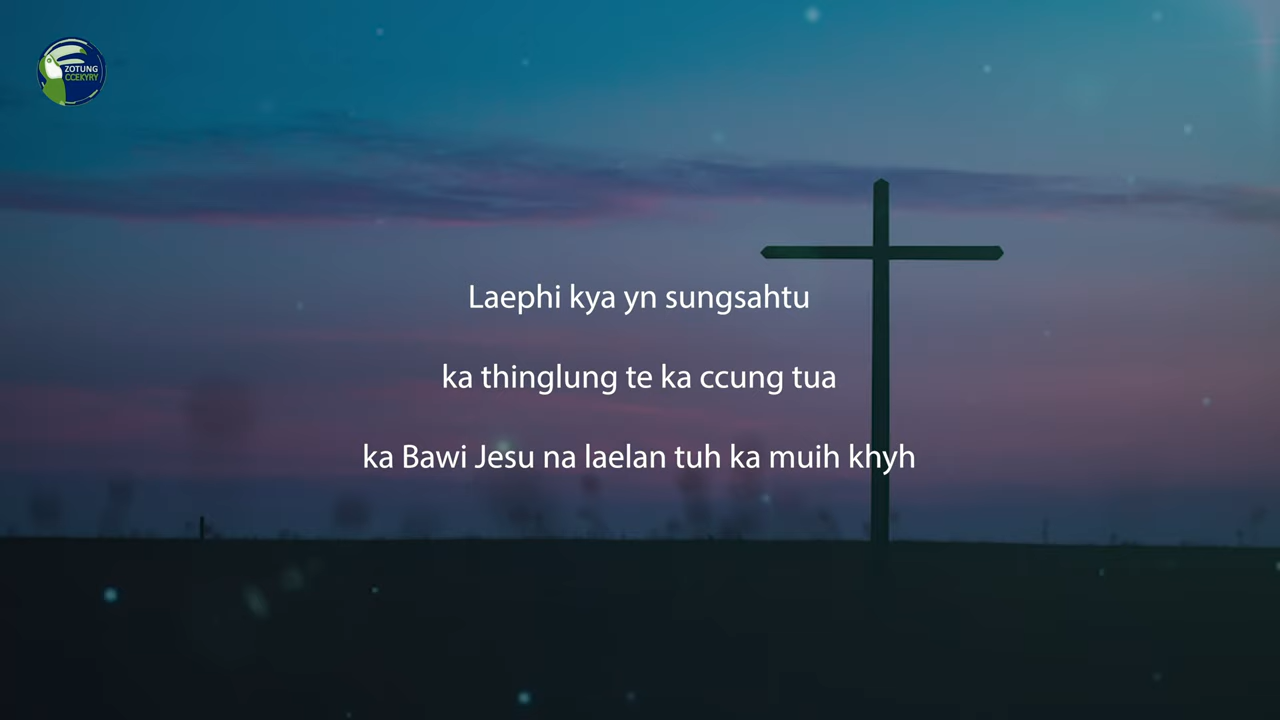 ZOTUNG
CCEKYRY
Laephi kya yn sungsahtu
ka thinglung te ka ccung tua
ka Bawi Jesu na laelan tuh ka muih khyh